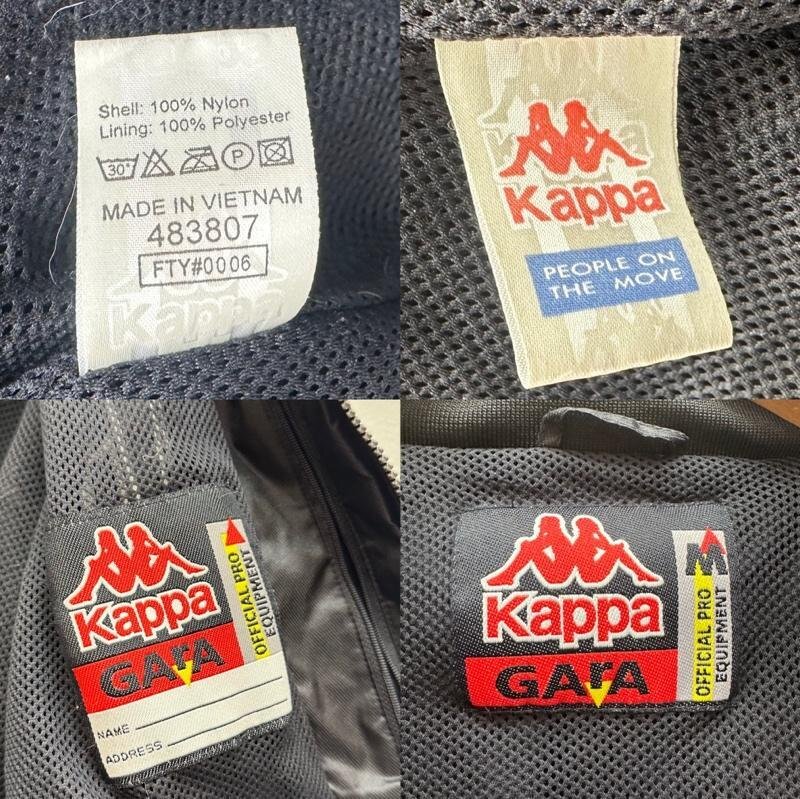 Shell: 100% Nylon
Lining: 100% Polyester
30°
P
MADE IN VIETNAM
483807
FTY#0006
Kappa
Kappa
PEOPLE ON
THE MOVE
Kappa
GARA
OFFICIAL PRO
EQUIPMENT
NAME
ADDRESS
Kappa
GARA
M
OFFICIAL PRO
EQUIPMENT